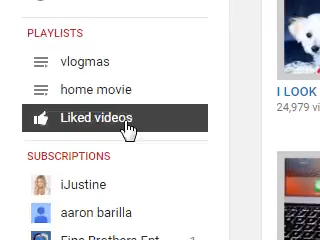 PLAYLISTS
vlogmas
home movie
Liked videos
SUBSCRIPTIONS
iJustine
aaron barilla
I LOOK
24,979 vi